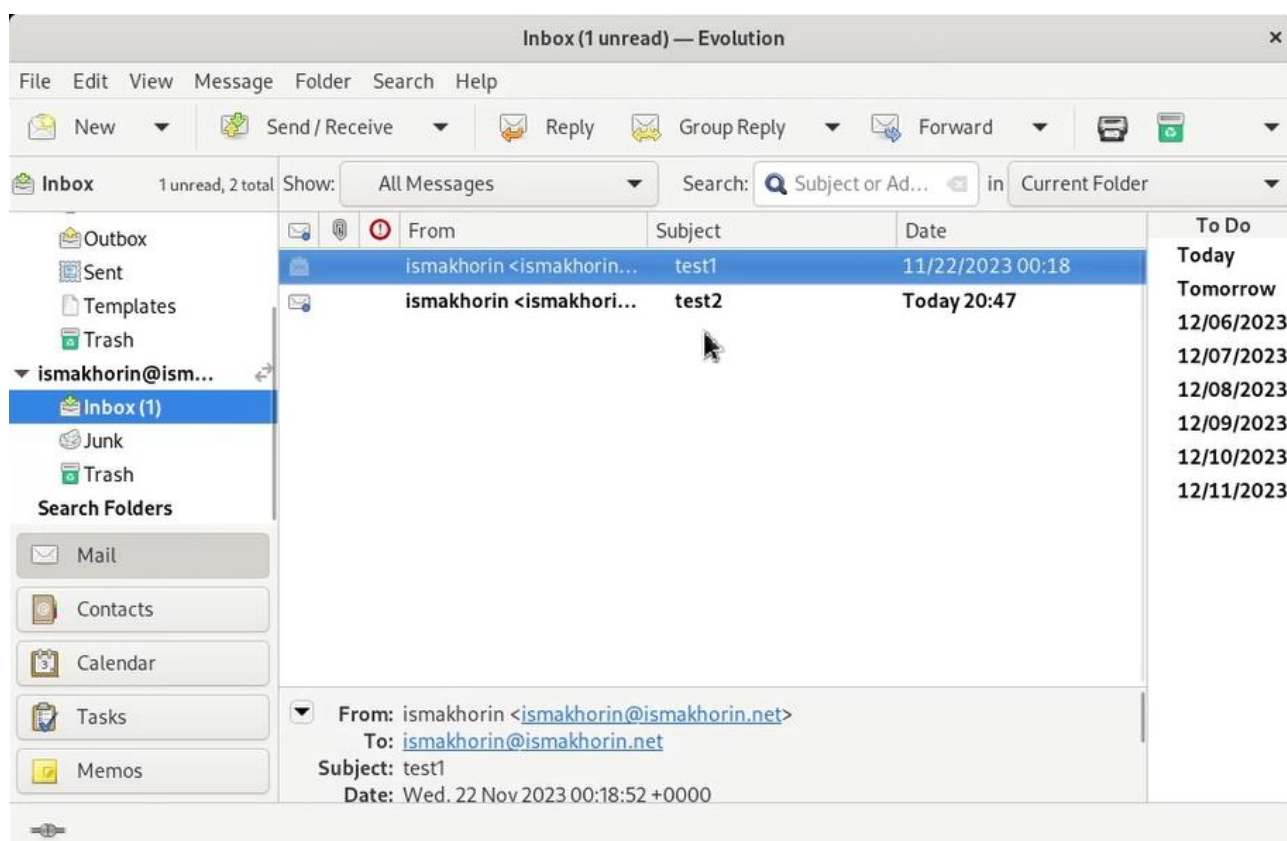 Inbox (1 unread) — Evolution
×
File Edit View Message Folder Search Help
New Send / Receive Reply Group Reply Forward
Inbox 1 unread, 2 total Show: All Messages Search: Subject or Ad... in Current Folder
Outbox
Sent
Templates
Trash
ismakhorin@ism...
Inbox (1)
Junk
Trash
Search Folders
Mail
Contacts
3 Calendar
Tasks
Memos
From Subject Date
ismakhorin <ismakhorin... test1 11/22/2023 00:18
ismakhorin <ismakhori... test2 Today 20:47
From: ismakhorin <ismakhorin@ismakhorin.net>
To: ismakhorin@ismakhorin.net
Subject: test1
Date: Wed, 22 Nov 2023 00:18:52 +0000
To Do
Today
Tomorrow
12/06/2023
12/07/2023
12/08/2023
12/09/2023
12/10/2023
12/11/2023